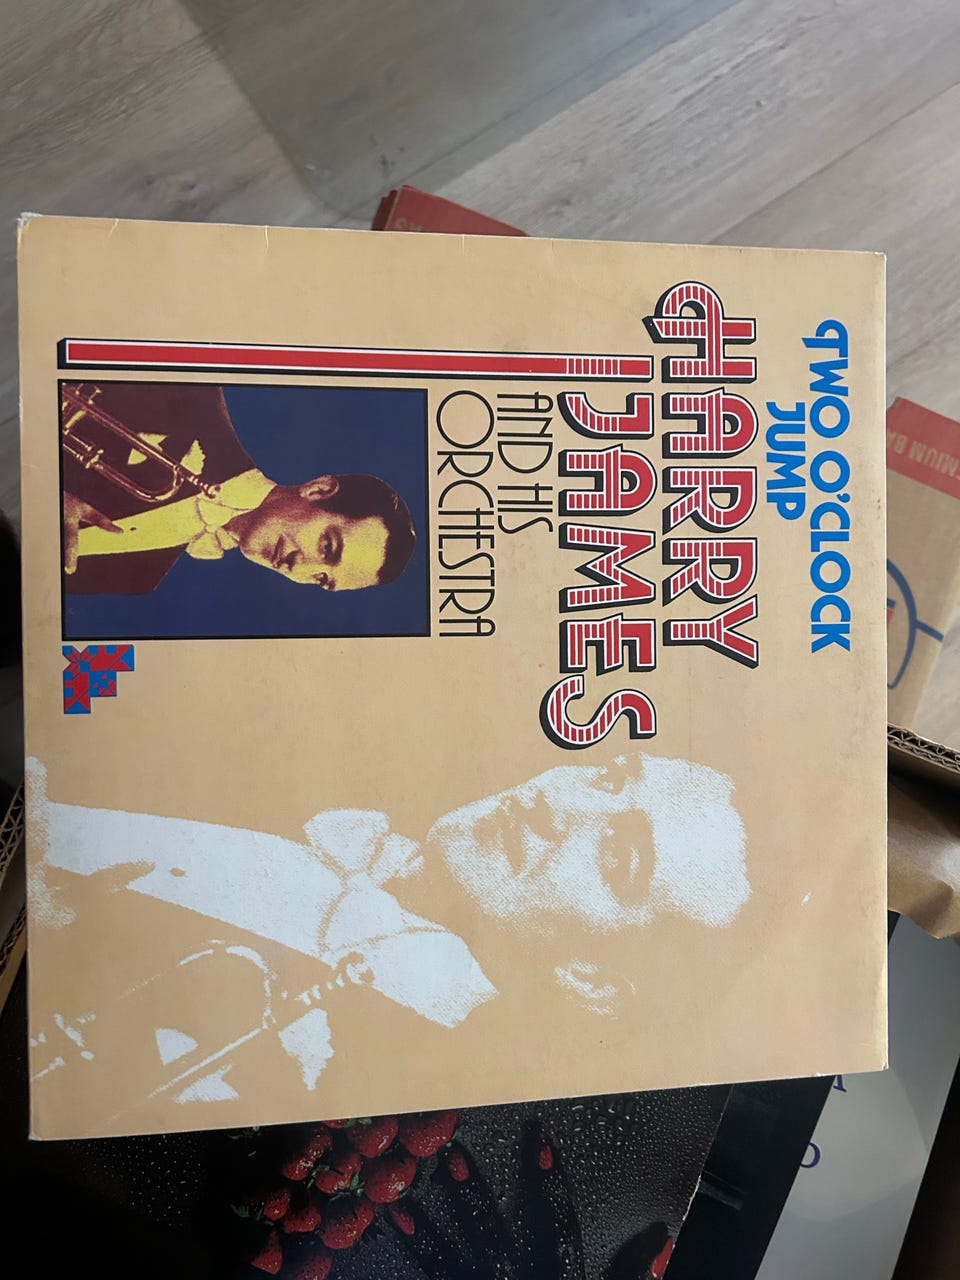 TWO O'CLOCK
JUMP
HARRY
JAMES
AND HIS
ORCHESTRA